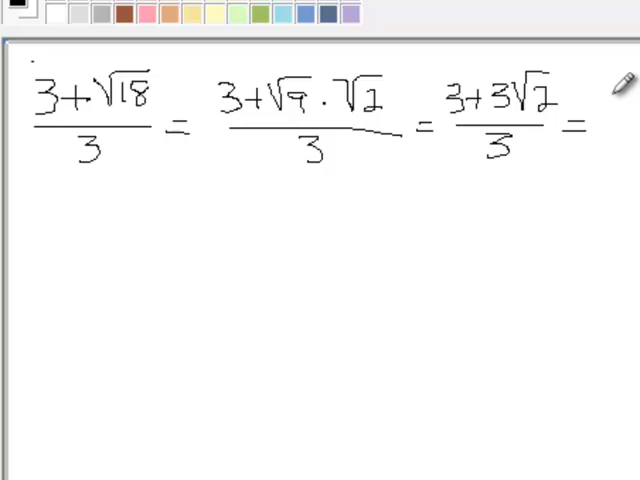 (3+√18)/3 = (3+√9·√2)/3 = (3+3√2)/3 =